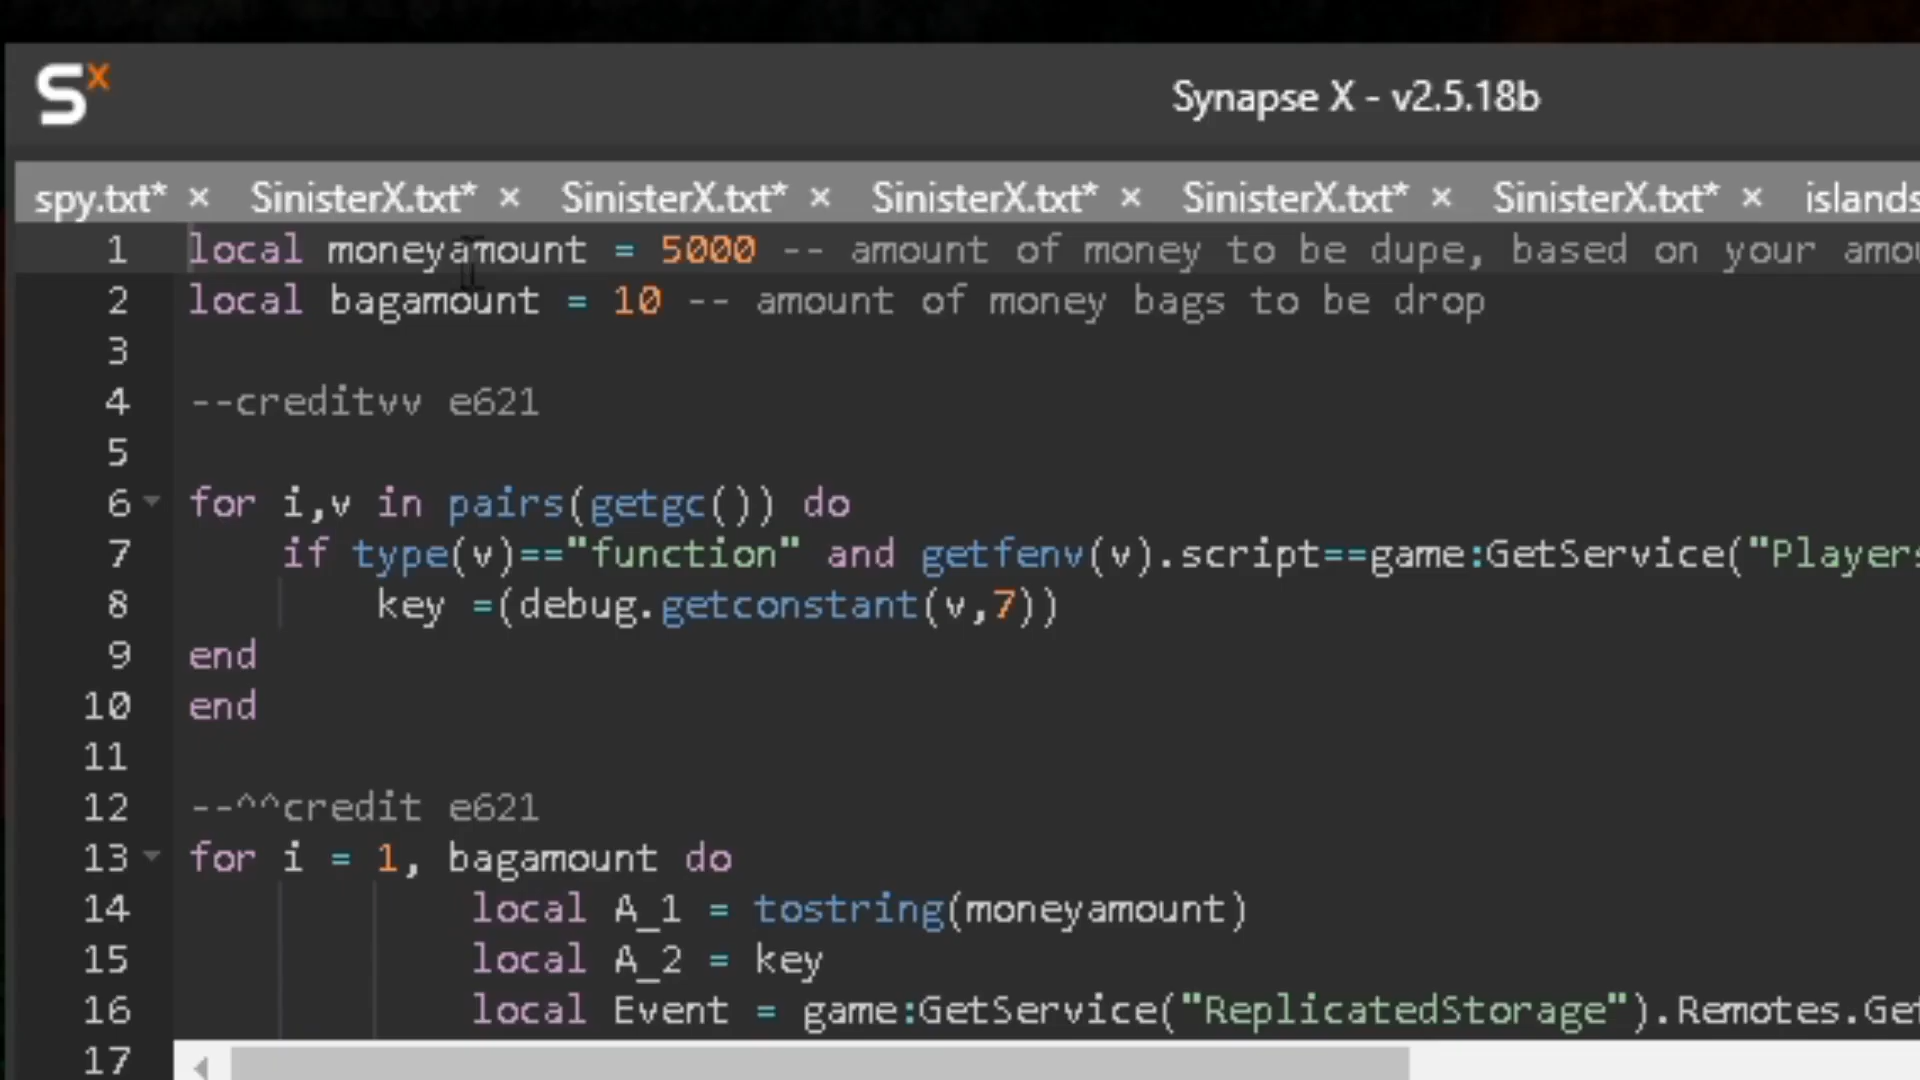 Sx
Synapse X - v2.5.18b
spy.txt* × SinisterX.txt* × SinisterX.txt* × SinisterX.txt* × SinisterX.txt* × SinisterX.txt* × islands
1 local moneyamount = 5000 -- amount of money to be dupe, based on your amou
2 local bagamount = 10 -- amount of money bags to be drop
3
4 --creditvv e621
5
6 for i,v in pairs(getgc()) do
7 if type(v)=="function" and getfenv(v).script==game:GetService("Players
8 key =(debug.getconstant(v,7))
9 end
10 end
11
12 --^^credit e621
13 for i = 1, bagamount do
14 local A_1 = tostring(moneyamount)
15 local A_2 = key
16 local Event = game:GetService("ReplicatedStorage").Remotes.Get
17